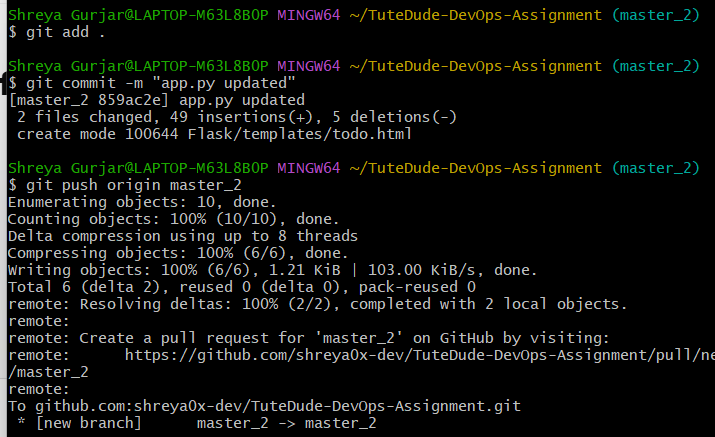 Shreya Gurjar@LAPTOP-M63L8BOP MINGW64 ~/TuteDude-DevOps-Assignment (master_2)
$ git add .
Shreya Gurjar@LAPTOP-M63L8BOP MINGW64 ~/TuteDude-DevOps-Assignment (master_2)
$ git commit -m "app.py updated"
[master_2 859ac2e] app.py updated
 2 files changed, 49 insertions(+), 5 deletions(-)
 create mode 100644 Flask/templates/todo.html
Shreya Gurjar@LAPTOP-M63L8BOP MINGW64 ~/TuteDude-DevOps-Assignment (master_2)
$ git push origin master_2
Enumerating objects: 10, done.
Counting objects: 100% (10/10), done.
Delta compression using up to 8 threads
Compressing objects: 100% (6/6), done.
Writing objects: 100% (6/6), 1.21 KiB | 103.00 KiB/s, done.
Total 6 (delta 2), reused 0 (delta 0), pack-reused 0
remote: Resolving deltas: 100% (2/2), completed with 2 local objects.
remote:
remote: Create a pull request for 'master_2' on GitHub by visiting:
remote:      https://github.com/shreya0x-dev/TuteDude-DevOps-Assignment/pull/ne
/master_2
remote:
To github.com:shreya0x-dev/TuteDude-DevOps-Assignment.git
 * [new branch]      master_2 -> master_2